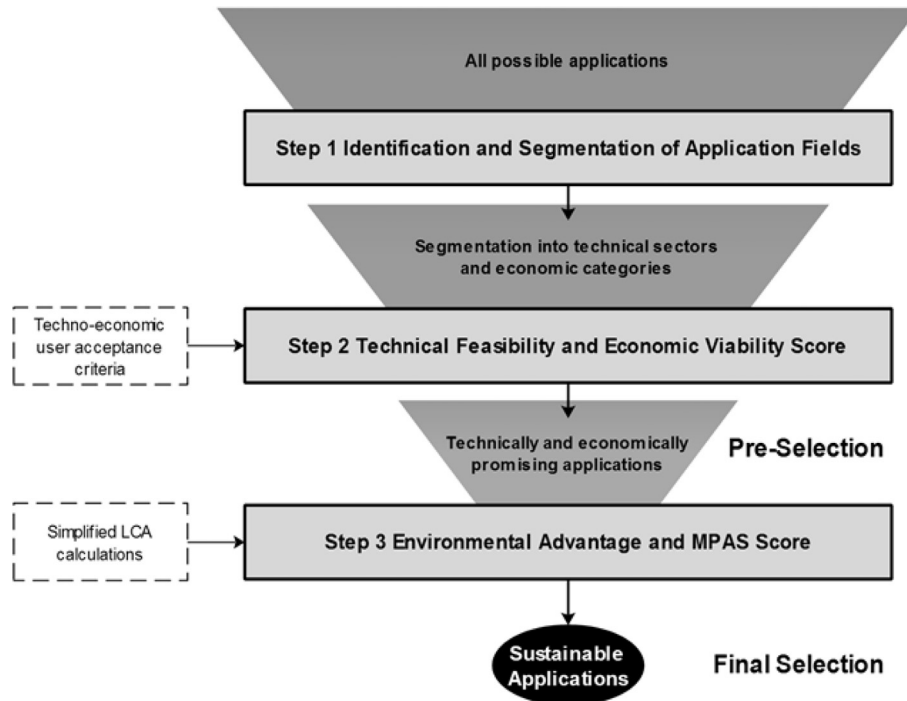 All possible applications
Step 1 Identification and Segmentation of Application Fields
Segmentation into technical sectors
and economic categories
Techno-economic
user acceptance
criteria
Step 2 Technical Feasibility and Economic Viability Score
Technically and economically
promising applications
Pre-Selection
Simplified LCA
calculations
Step 3 Environmental Advantage and MPAS Score
Sustainable
Applications
Final Selection